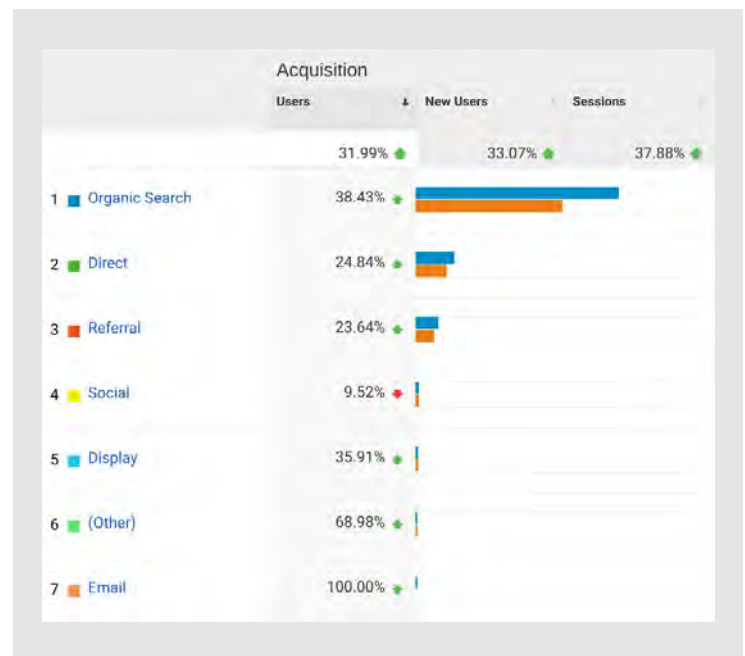 Acquisition
Users New Users Sessions
31.99% 33.07% 37.88%
1 Organic Search 38.43%
2 Direct 24.84%
3 Referral 23.64%
4 Social 9.52%
5 Display 35.91%
6 (Other) 68.98%
7 Email 100.00%